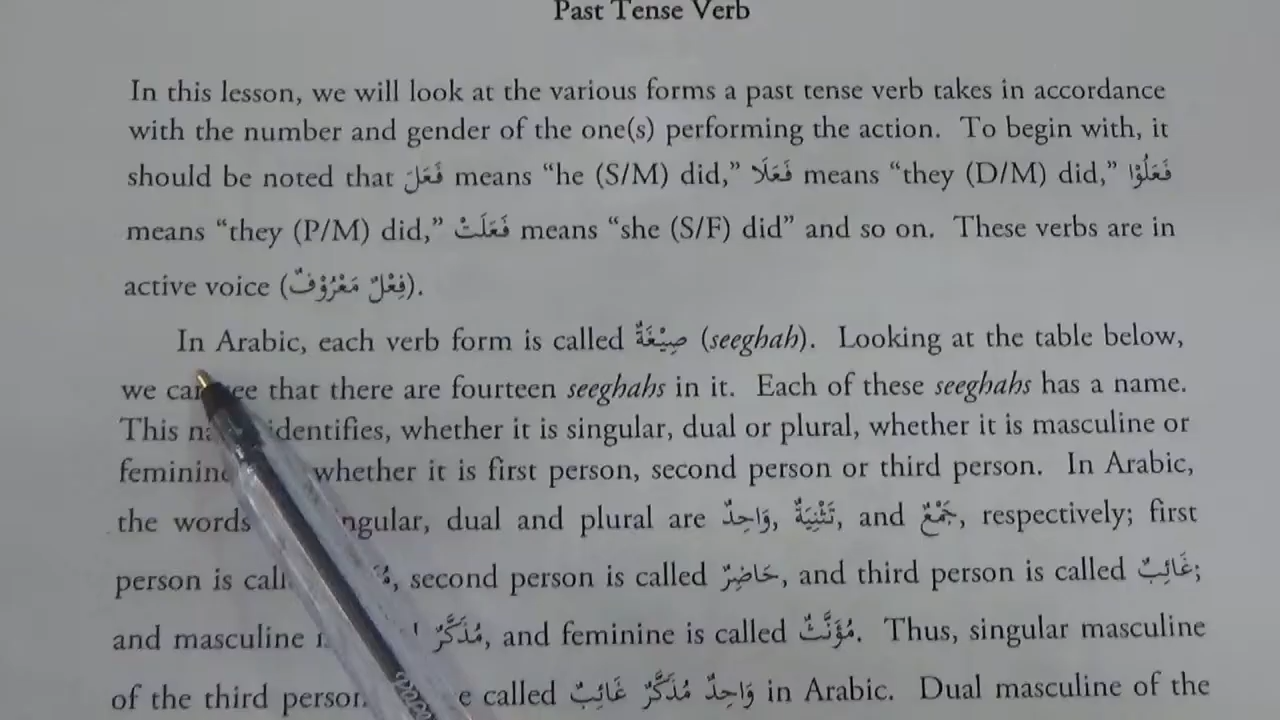 Past Tense Verb
In this lesson, we will look at the various forms a past tense verb takes in accordance
with the number and gender of the one(s) performing the action. To begin with, it
should be noted that فَعَلَ means “he (S/M) did,” فَعَلَا means “they (D/M) did,” فَعَلُوْا
means “they (P/M) did,” فَعَلَتْ means “she (S/F) did” and so on. These verbs are in
active voice (فِعْلٌ مَعْرُوْفٌ).
In Arabic, each verb form is called صِيْغَةٌ (seeghah). Looking at the table below,
we can see that there are fourteen seeghahs in it. Each of these seeghahs has a name.
This identifies, whether it is singular, dual or plural, whether it is masculine or
feminine whether it is first person, second person or third person. In Arabic,
the words singular, dual and plural are وَاحِدٌ, تَثْنِيَةٌ, and جَمْعٌ, respectively; first
person is second person is called حَاضِرٌ, and third person is called غَائِبٌ;
and masculine مُذَكَّرٌ, and feminine is called مُؤَنَّثٌ. Thus, singular masculine
of the third person called وَاحِدٌ مُذَكَّرٌ غَائِبٌ in Arabic. Dual masculine of the